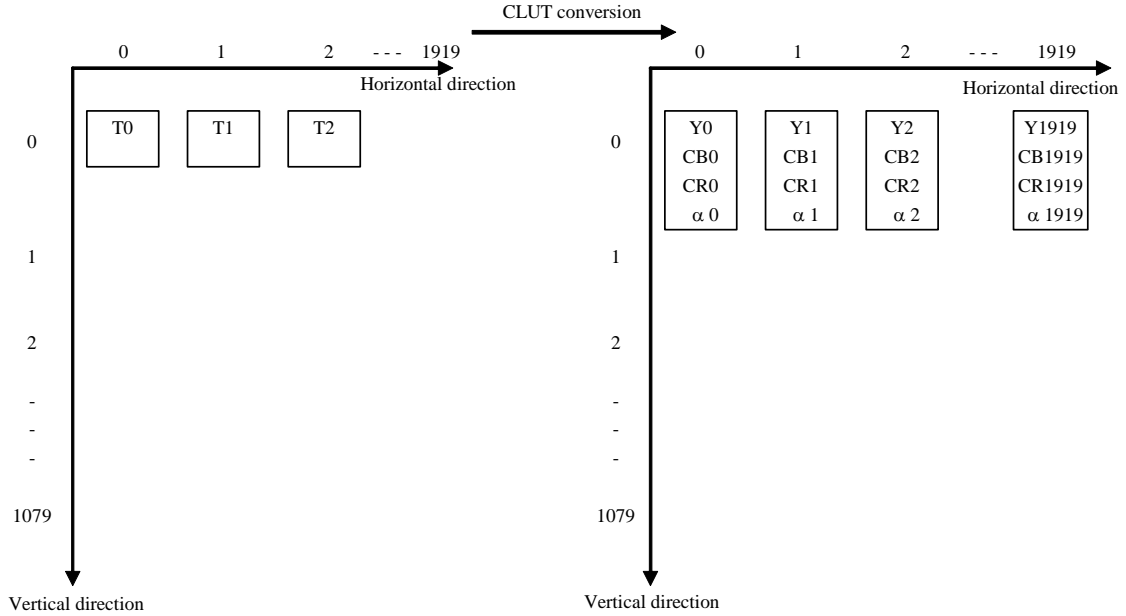 CLUT conversion
0 1 2 - - - 1919
Horizontal direction
0 T0 T1 T2
1
2
-
-
-
1079
Vertical direction
0 1 2 - - - 1919
Horizontal direction
0 Y0 Y1 Y2 Y1919
CB0 CB1 CB2 CB1919
CR0 CR1 CR2 CR1919
α 0 α 1 α 2 α 1919
1
2
-
-
-
1079
Vertical direction